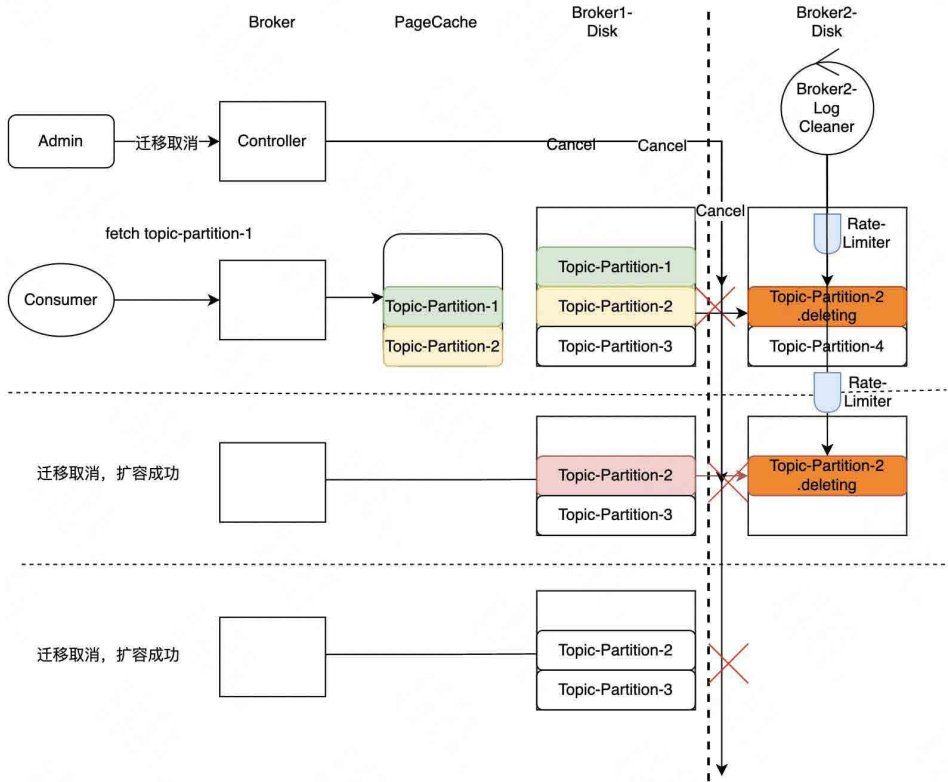 Broker
PageCache
Broker1-
Disk
Broker2-
Disk
Broker2-
Log
Cleaner
Admin
迁移取消
Controller
Cancel
Cancel
Cancel
Rate-
Limiter
fetch topic-partition-1
Consumer
Topic-Partition-1
Topic-Partition-2
Topic-Partition-1
Topic-Partition-2
Topic-Partition-3
Topic-Partition-2
.deleting
Topic-Partition-4
Rate-
Limiter
迁移取消，扩容成功
Topic-Partition-2
Topic-Partition-3
Topic-Partition-2
.deleting
迁移取消，扩容成功
Topic-Partition-2
Topic-Partition-3